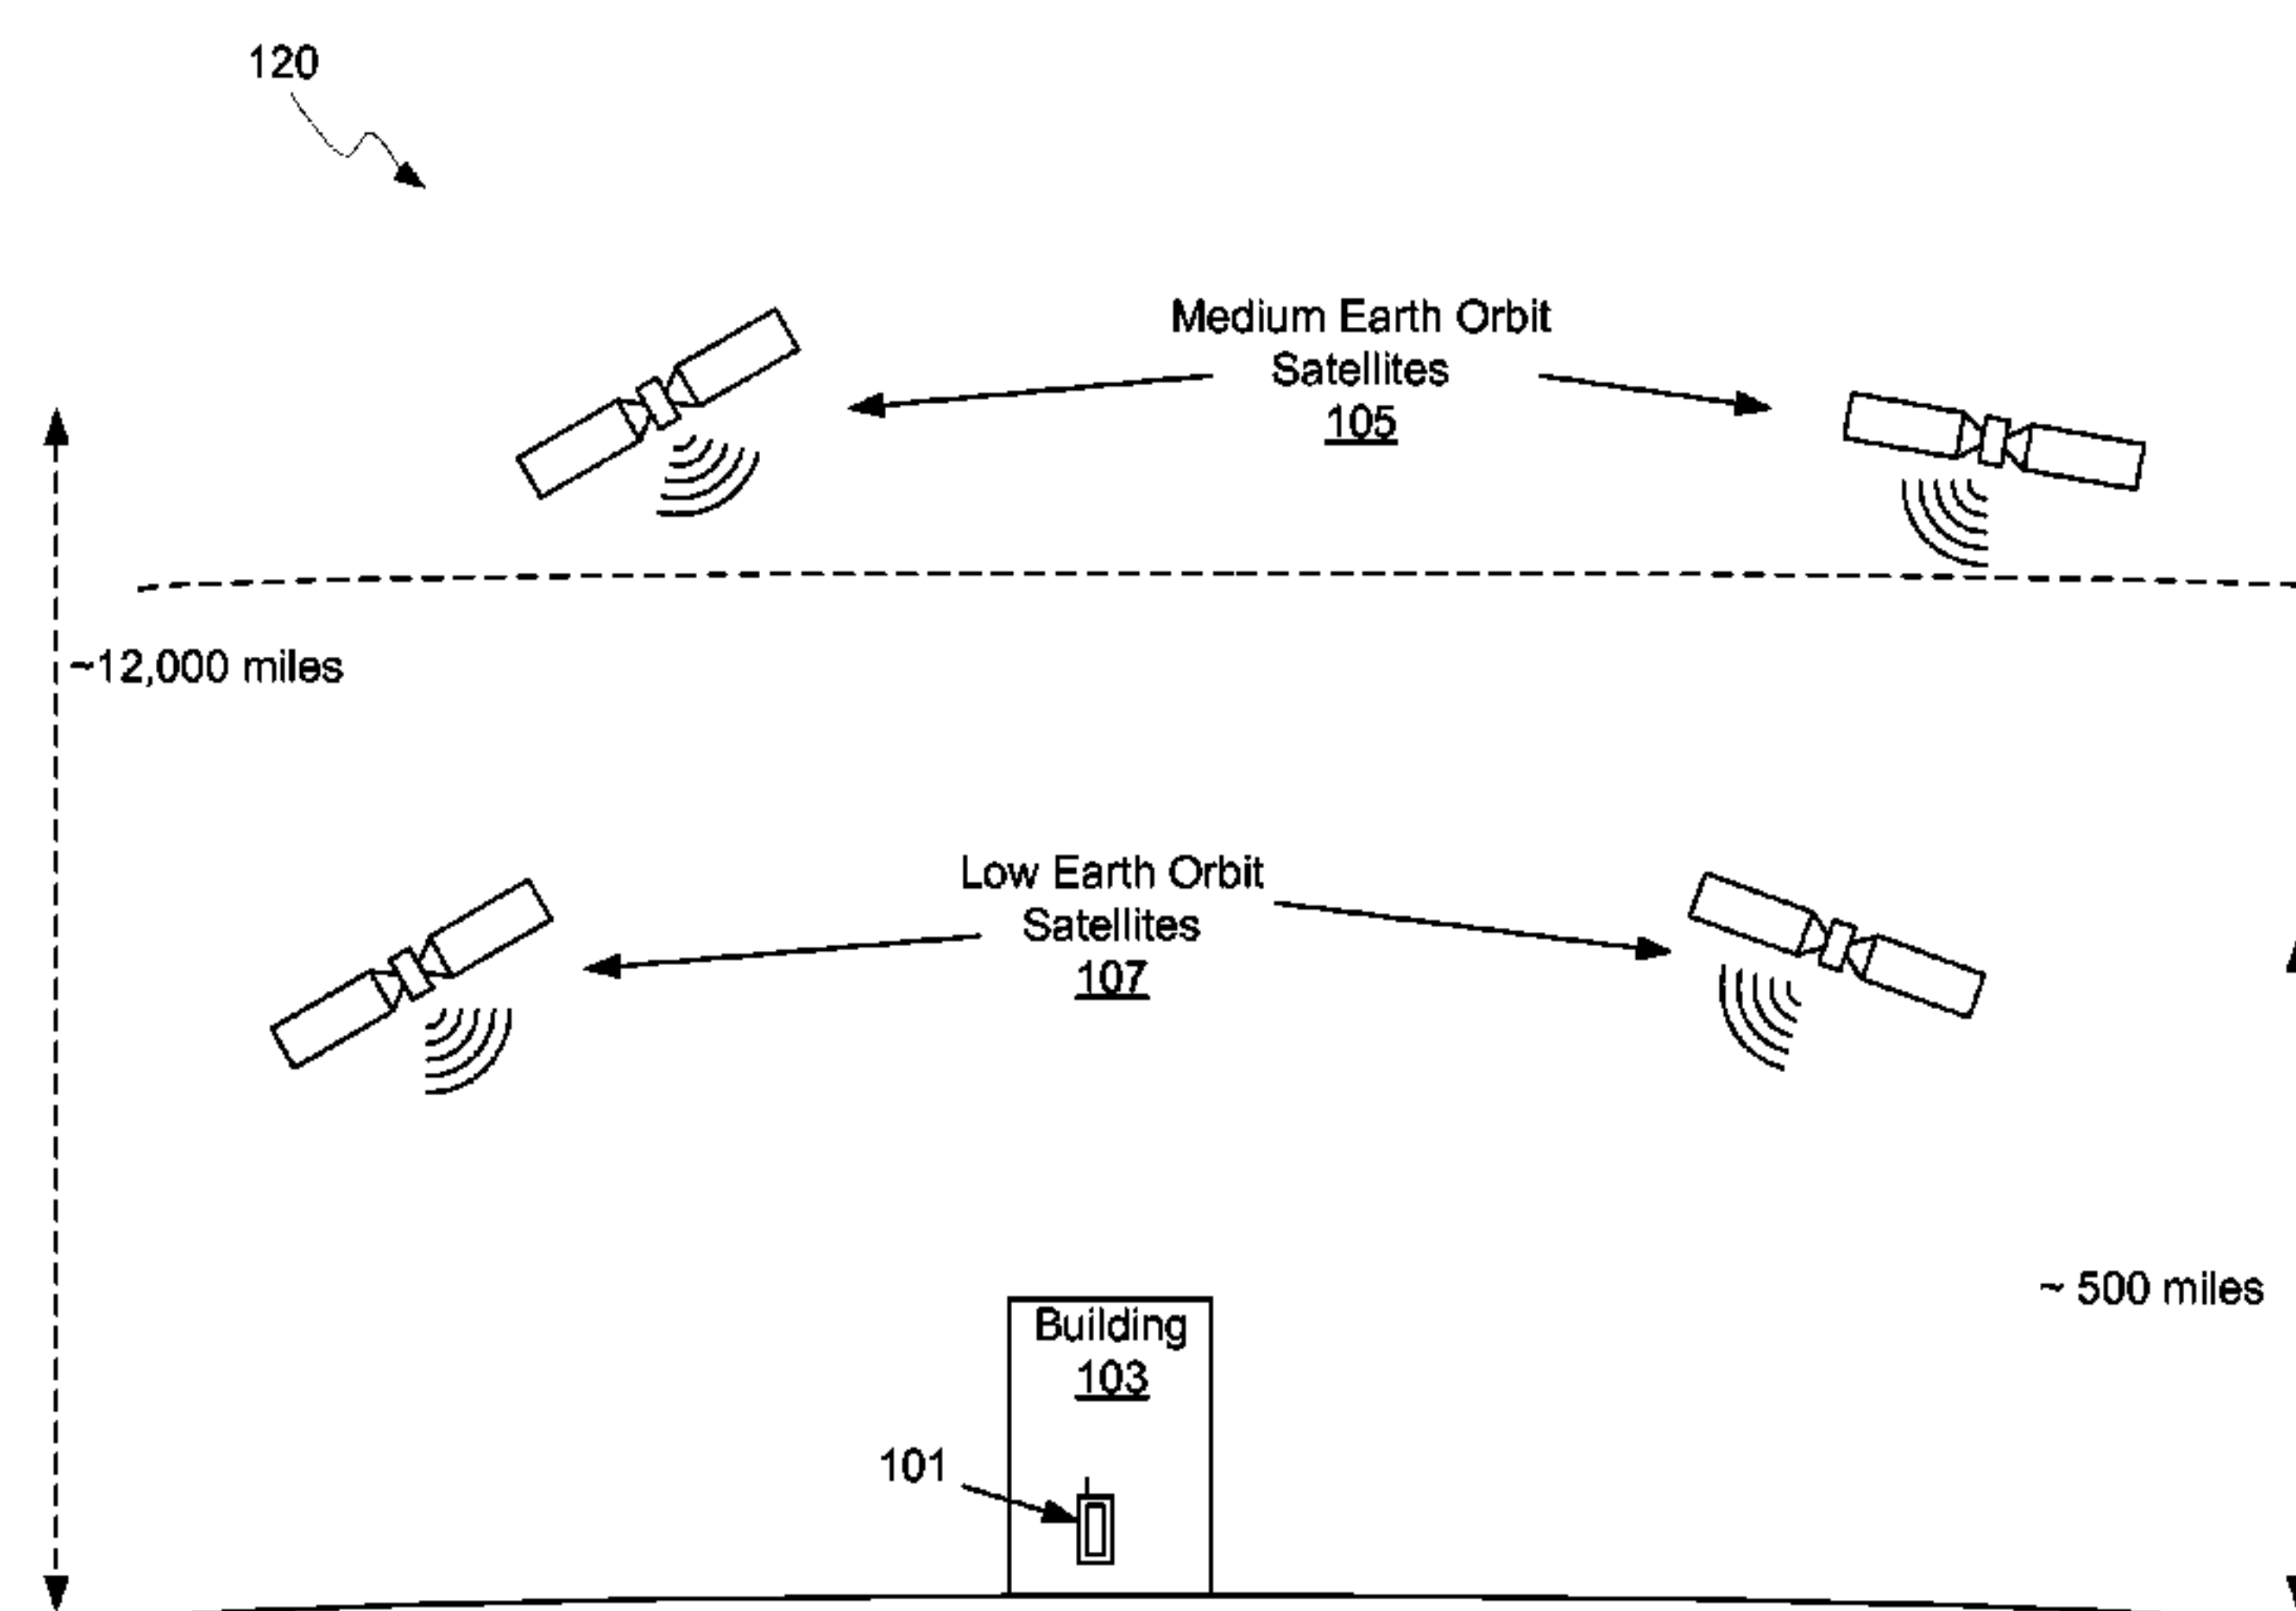 120
Medium Earth Orbit
Satellites
105
~12,000 miles
Low Earth Orbit
Satellites
107
~ 500 miles
Building
103
101